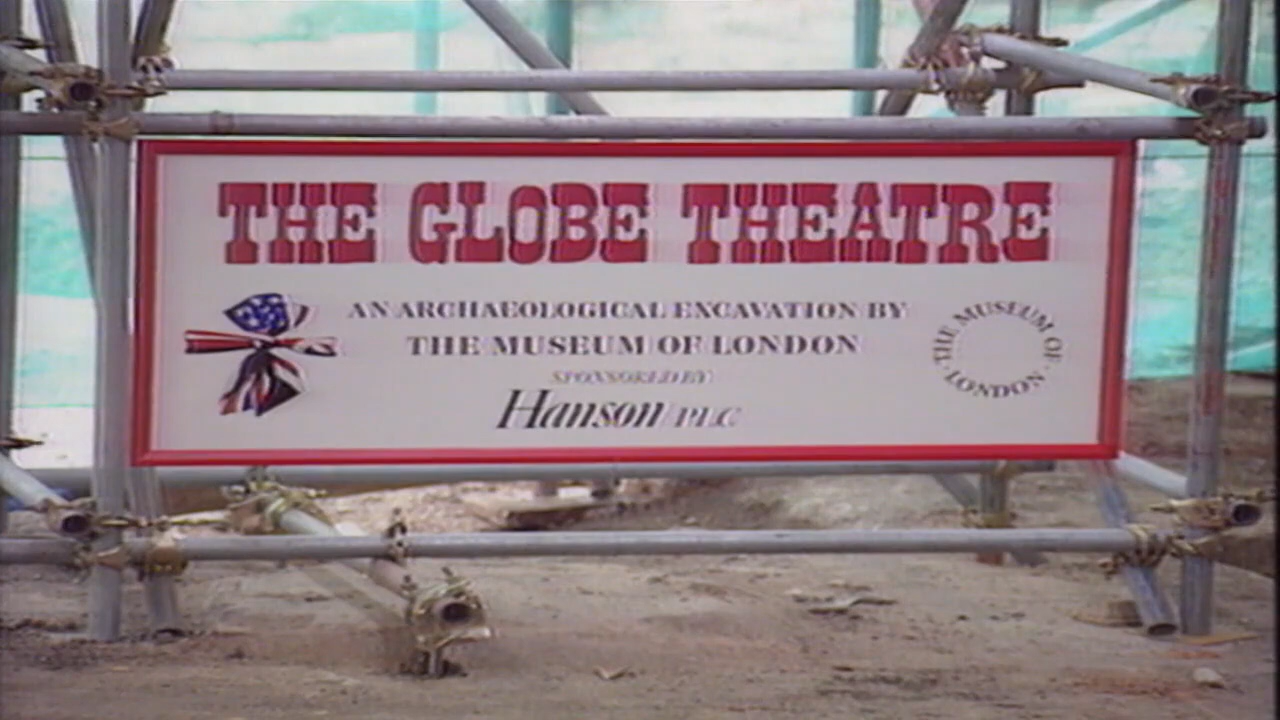 THE GLOBE THEATRE
AN ARCHAEOLOGICAL EXCAVATION BY
THE MUSEUM OF LONDON
SPONSORED BY
Hanson PLC
THE MUSEUM OF
LONDON